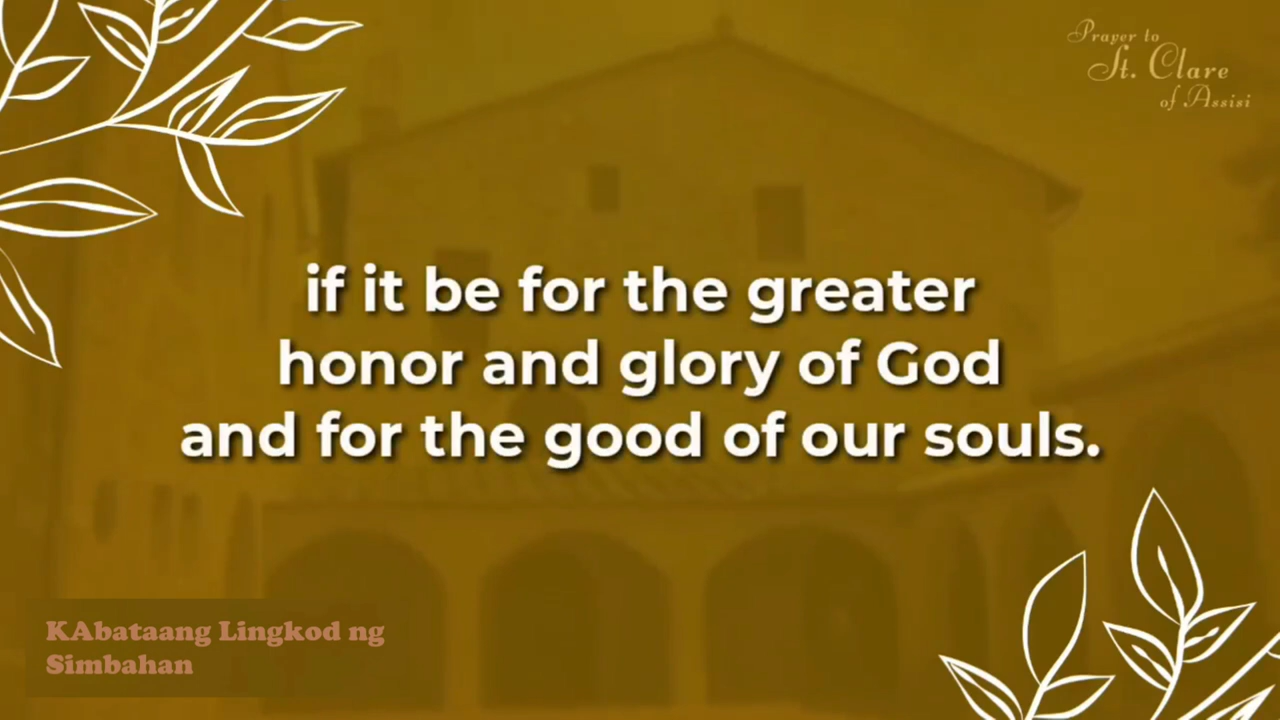 Prayer to
St. Clare
of Assisi
if it be for the greater
honor and glory of God
and for the good of our souls.
KAbataang Lingkod ng
Simbahan